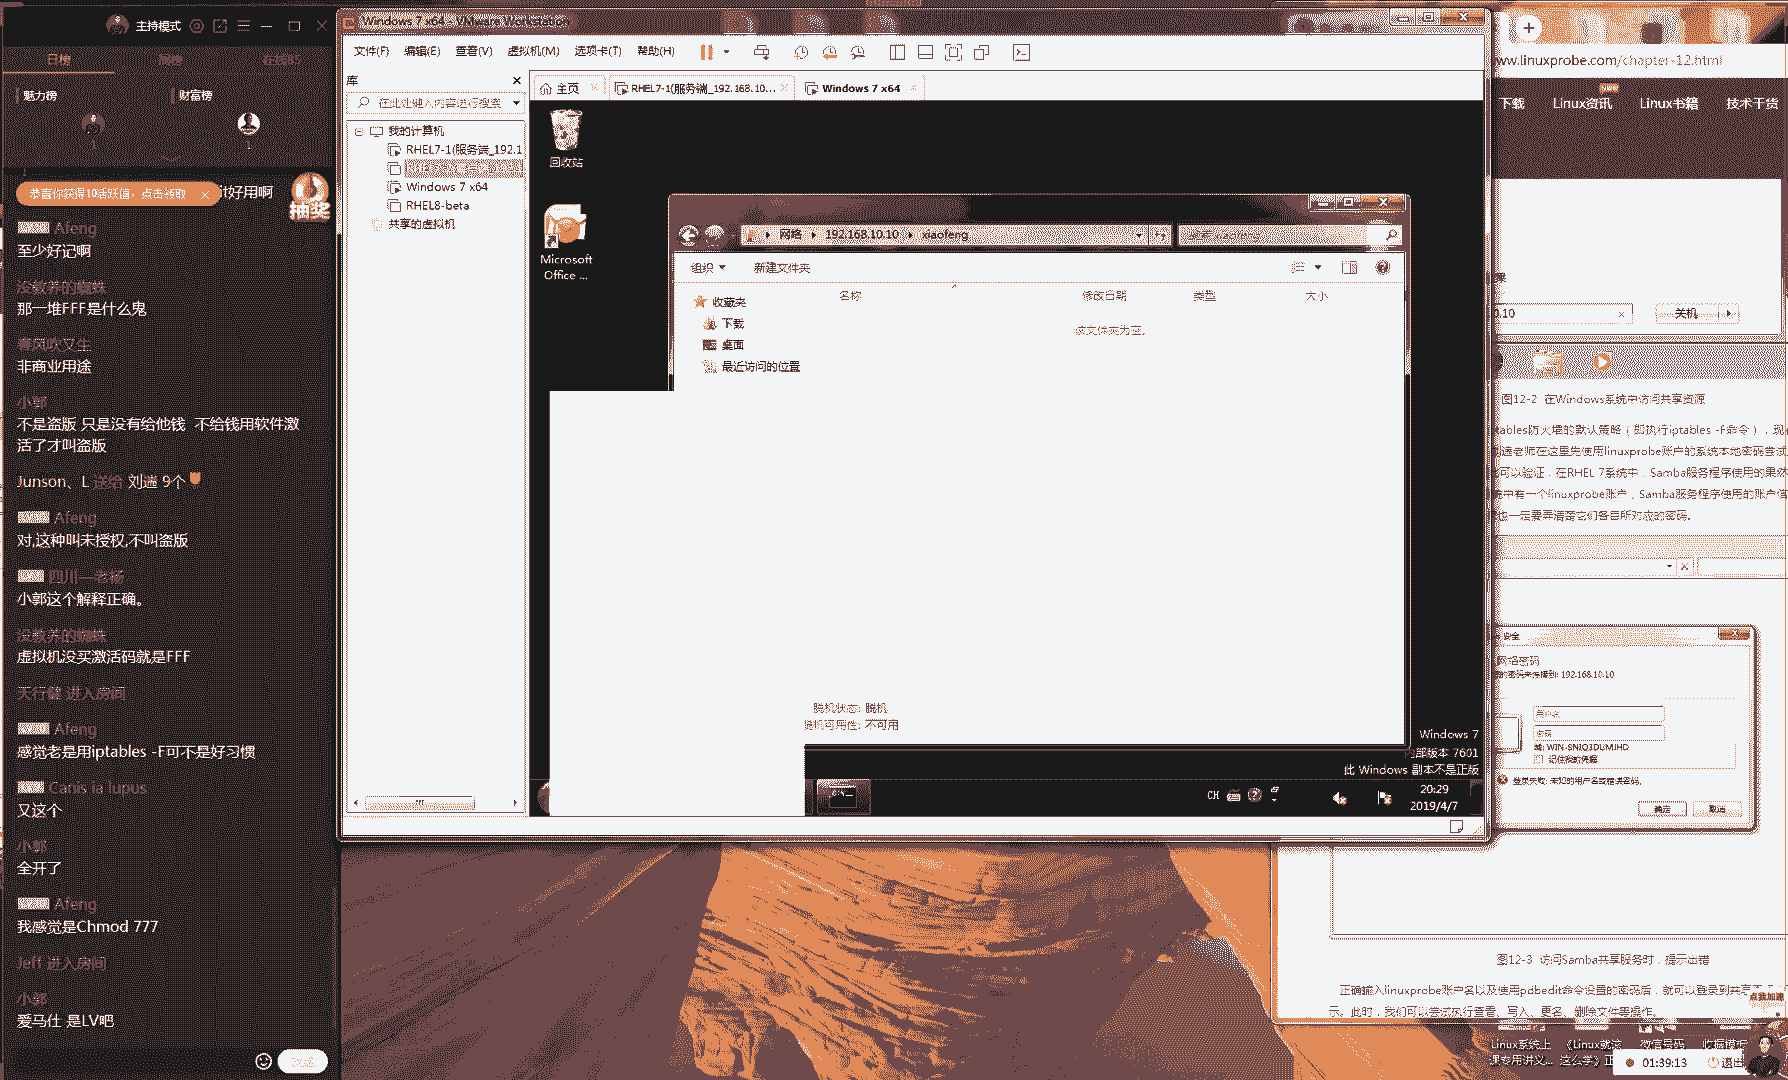 主持模式
日榜
周榜
在线85
魅力榜
财富榜
1
1
恭喜你获得10活跃值，点击领取
好用啊
抽奖
Afeng
至少好记啊
没教养的蜘蛛
那一堆FFF是什么鬼
春风吹又生
非商业用途
小郭
不是盗版 只是没有给他钱 不给钱用软件激
活了才叫盗版
Junson、L 送给 刘遄 9个
Afeng
对,这种叫未授权,不叫盗版
四川—老杨
小郭这个解释正确。
没教养的蜘蛛
虚拟机没买激活码就是FFF
天行健 进入房间
Afeng
感觉老是用iptables -F可不是好习惯
Canis ia lupus
又这个
小郭
全开了
Afeng
我感觉是Chmod 777
Jeff 进入房间
小郭
爱马仕 是LV吧
Windows 7 x64 - VMware Workstation
文件(F) 编辑(E) 查看(V) 虚拟机(M) 选项卡(T) 帮助(H)
库
在此处键入内容进行搜索
我的计算机
RHEL7-1(服务端_192.1
Windows 7 x64
RHEL8-beta
共享的虚拟机
主页
RHEL7-1(服务端_192.168.10...
Windows 7 x64
回收站
Microsoft
Office ...
网络 192.168.10.10 xiaofeng
搜索 xiaofeng
组织 新建文件夹
收藏夹
下载
桌面
最近访问的位置
名称 修改日期 类型 大小
该文件夹为空。
脱机状态: 脱机
脱机可用性: 不可用
Windows 7
内部版本 7601
此 Windows 副本不是正版
CH
20:29
2019/4/7
ww.linuxprobe.com/chapter-12.html
下载 Linux资讯 Linux书籍 技术干货
果
0.10
关机
图12-2 在Windows系统中访问共享资源
tables防火墙的默认策略（即执行iptables -F命令），现
遄老师在这里先使用linuxprobe账户的系统本地密码尝试
可以验证，在RHEL 7系统中，Samba服务程序使用的果然
统中有一个linuxprobe账户，Samba服务程序使用的账户信
也一定要弄清楚它们各自所对应的密码。
安全
网络密码
的密码来连接到: 192.168.10.10
用户名
密码
域: WIN-SNIQ3DUMJHD
记住我的凭据
登录失败: 未知的用户名或错误密码。
确定
取消
图12-3 访问Samba共享服务时，提示出错
正确输入linuxprobe账户名以及使用pdbedit命令设置的密码后，就可以登录到共享
示。此时，我们可以尝试执行查看、写入、更名、删除文件等操作。
点我加速
Linux系统上 《Linux就该 微信号码 收据模板
课专用讲义... 这么学》正
01:39:13
退出